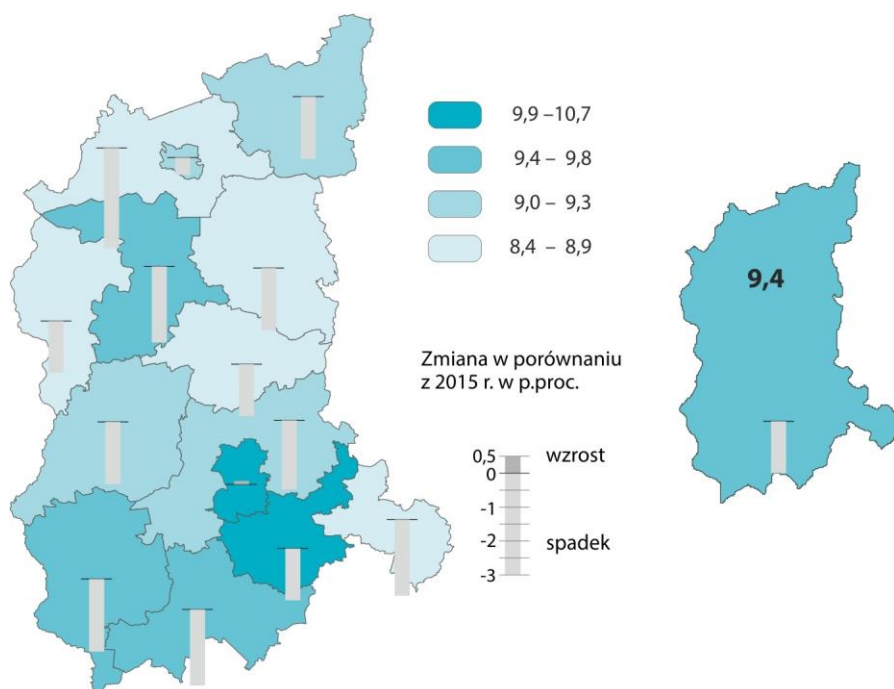 9,9 –10,7
9,4 – 9,8
9,0 – 9,3
8,4 – 8,9
9,4
Zmiana w porównaniu
z 2015 r. w p.proc.
0,5 wzrost
0
-1
-2 spadek
-3